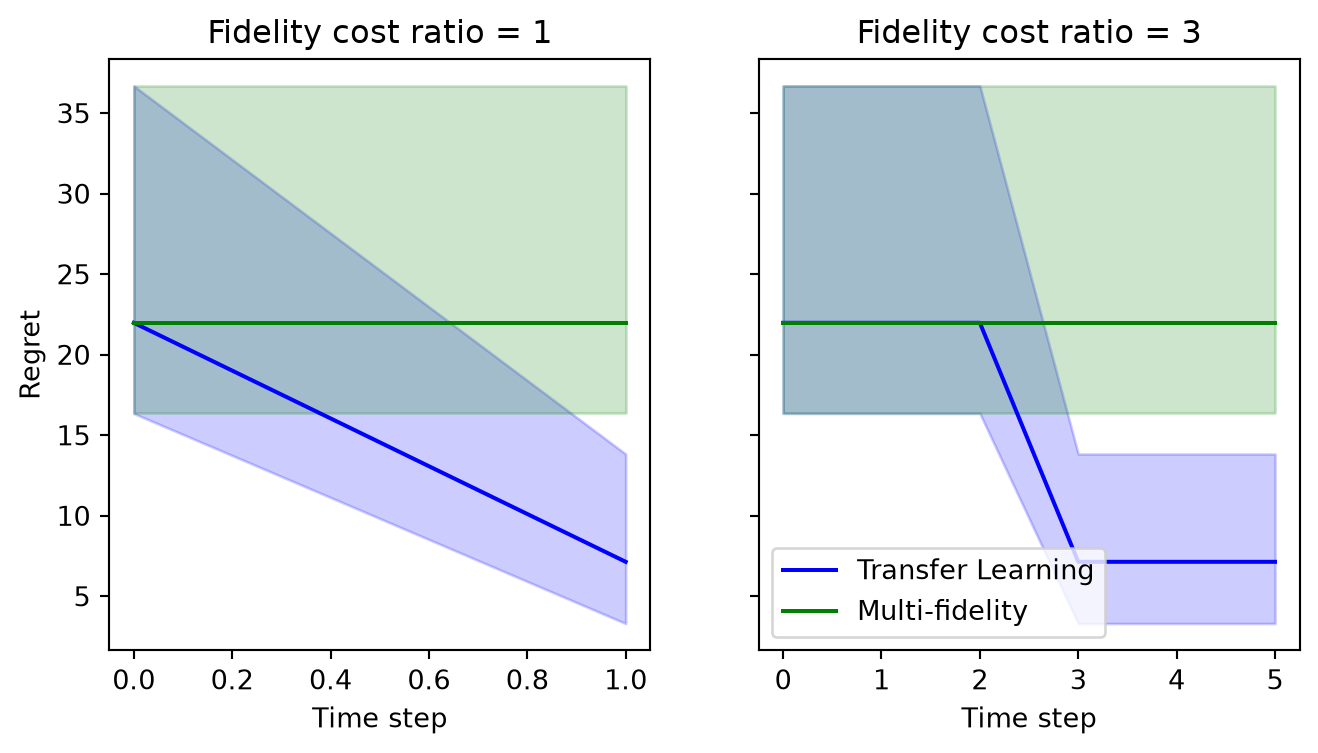 Fidelity cost ratio = 1
Fidelity cost ratio = 3
Regret
35
30
25
20
15
10
5
0.0 0.2 0.4 0.6 0.8 1.0
Time step
Transfer Learning
Multi-fidelity
0 1 2 3 4 5
Time step